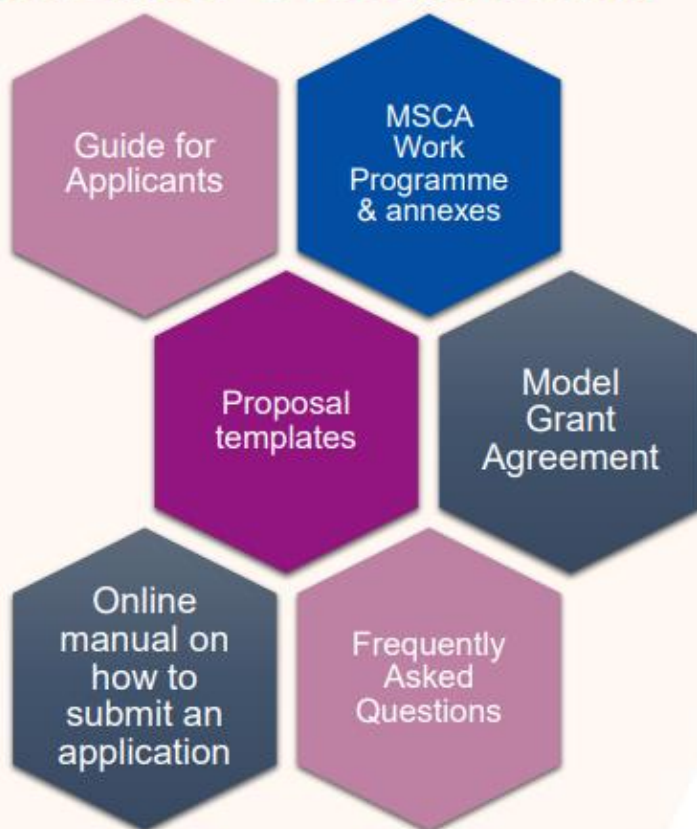 Guide for
Applicants
MSCA
Work
Programme
& annexes
Proposal
templates
Model
Grant
Agreement
Online
manual on
how to
submit an
application
Frequently
Asked
Questions